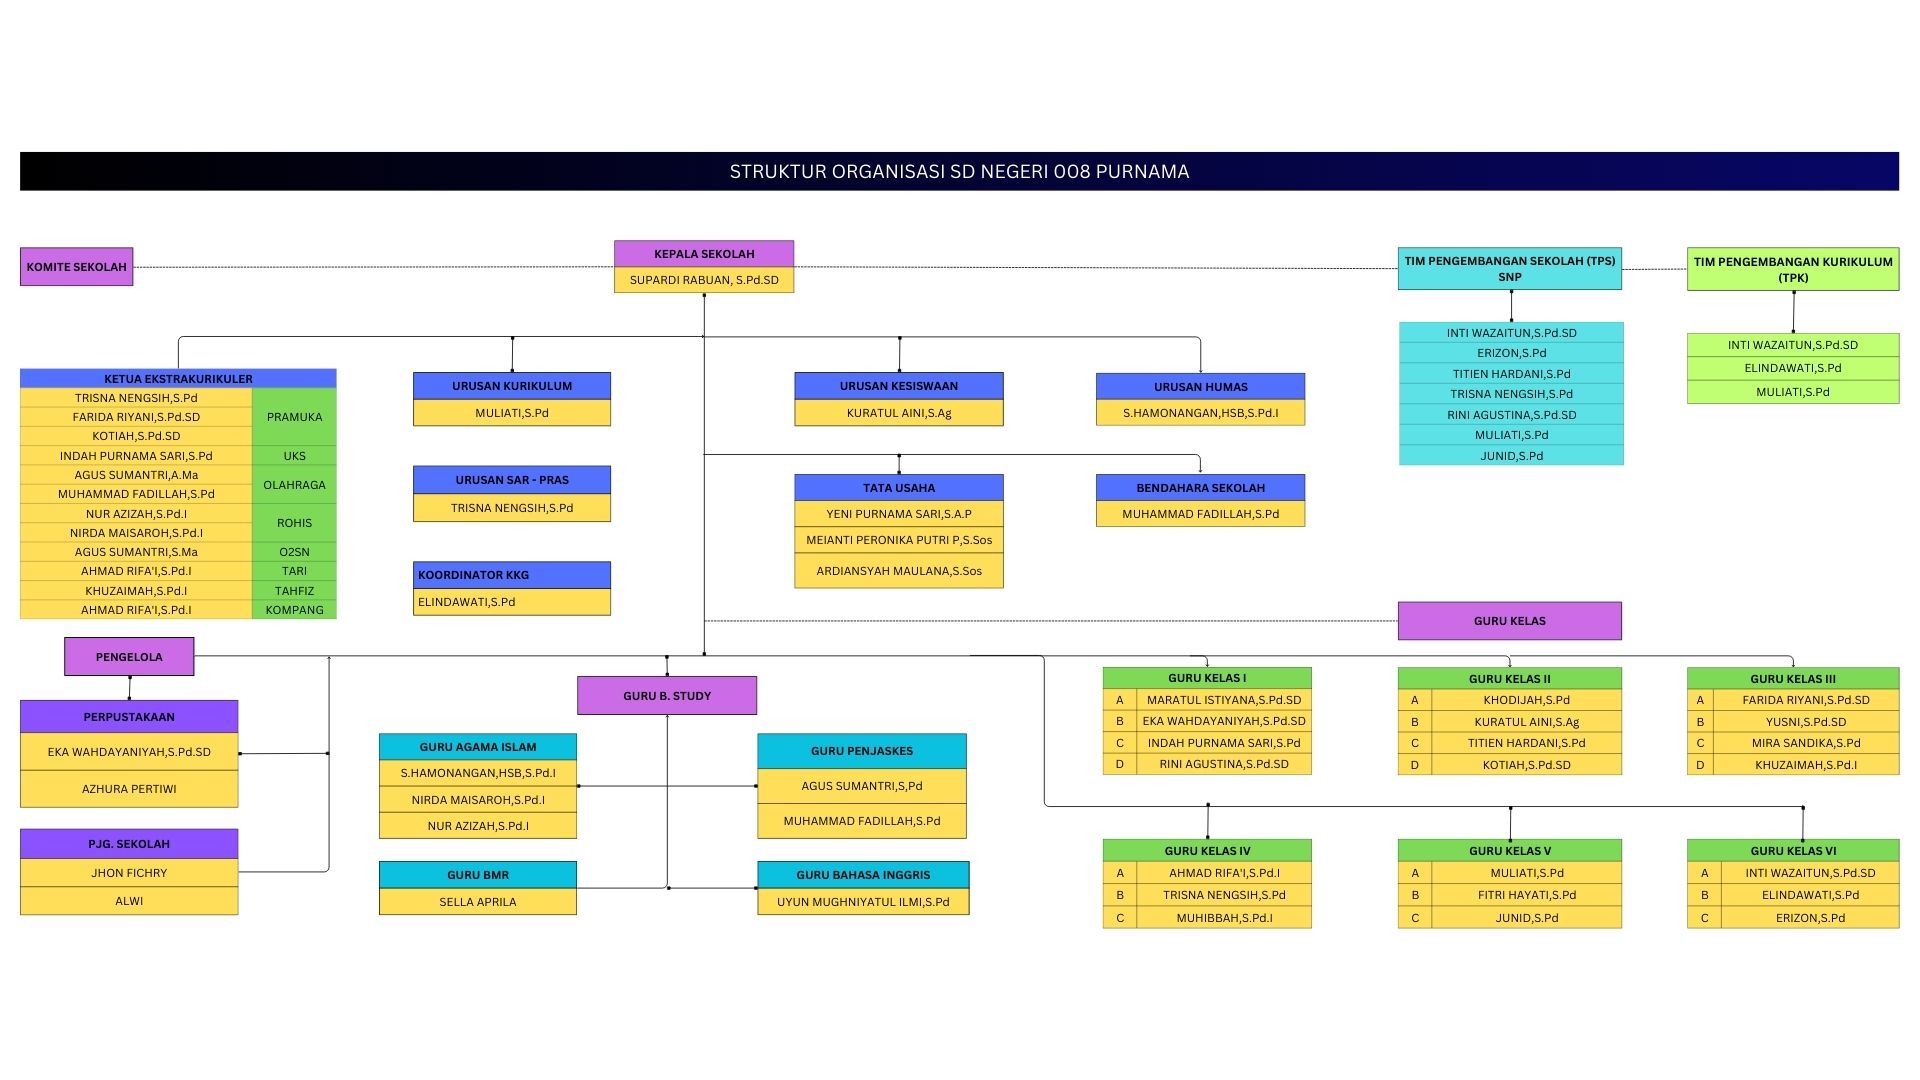 STRUKTUR ORGANISASI SD NEGERI 008 PURNAMA
KOMITE SEKOLAH
KEPALA SEKOLAH
SUPARDI RABUAN, S.Pd.SD
TIM PENGEMBANGAN SEKOLAH (TPS)
SNP
INTI WAZAITUN,S.Pd.SD
ERIZON,S.Pd
TITIEN HARDANI,S.Pd
TRISNA NENGSIH,S.Pd
RINI AGUSTINA,S.Pd.SD
MULIATI,S.Pd
JUNID,S.Pd
TIM PENGEMBANGAN KURIKULUM
(TPK)
INTI WAZAITUN,S.Pd.SD
ELINDAWATI,S.Pd
MULIATI,S.Pd
KETUA EKSTRAKURIKULER
TRISNA NENGSIH,S.Pd
FARIDA RIYANI,S.Pd.SD
PRAMUKA
KOTIAH,S.Pd.SD
INDAH PURNAMA SARI,S.Pd UKS
AGUS SUMANTRI,A.Ma
OLAHRAGA
MUHAMMAD FADILLAH,S.Pd
NUR AZIZAH,S.Pd.I
ROHIS
NIRDA MAISAROH,S.Pd.I
AGUS SUMANTRI,S.Ma O2SN
AHMAD RIFA'I,S.Pd.I TARI
KHUZAIMAH,S.Pd.I TAHFIZ
AHMAD RIFA'I,S.Pd.I KOMPANG
URUSAN KURIKULUM
MULIATI,S.Pd
URUSAN KESISWAAN
KURATUL AINI,S.Ag
URUSAN HUMAS
S.HAMONANGAN,HSB,S.Pd.I
URUSAN SAR - PRAS
TRISNA NENGSIH,S.Pd
TATA USAHA
YENI PURNAMA SARI,S.A.P
MEIANTI PERONIKA PUTRI P,S.Sos
ARDIANSYAH MAULANA,S.Sos
BENDAHARA SEKOLAH
MUHAMMAD FADILLAH,S.Pd
KOORDINATOR KKG
ELINDAWATI,S.Pd
GURU KELAS
PENGELOLA
PERPUSTAKAAN
EKA WAHDAYANIYAH,S.Pd.SD
AZHURA PERTIWI
PJG. SEKOLAH
JHON FICHRY
ALWI
GURU B. STUDY
GURU AGAMA ISLAM
S.HAMONANGAN,HSB,S.Pd.I
NIRDA MAISAROH,S.Pd.I
NUR AZIZAH,S.Pd.I
GURU PENJASKES
AGUS SUMANTRI,S,Pd
MUHAMMAD FADILLAH,S.Pd
GURU BMR
SELLA APRILA
GURU BAHASA INGGRIS
UYUN MUGHNIYATUL ILMI,S.Pd
GURU KELAS I
A MARATUL ISTIYANA,S.Pd.SD
B EKA WAHDAYANIYAH,S.Pd.SD
C INDAH PURNAMA SARI,S.Pd
D RINI AGUSTINA,S.Pd.SD
GURU KELAS II
A KHODIJAH,S.Pd
B KURATUL AINI,S.Ag
C TITIEN HARDANI,S.Pd
D KOTIAH,S.Pd.SD
GURU KELAS III
A FARIDA RIYANI,S.Pd.SD
B YUSNI,S.Pd.SD
C MIRA SANDIKA,S.Pd
D KHUZAIMAH,S.Pd.I
GURU KELAS IV
A AHMAD RIFA'I,S.Pd.I
B TRISNA NENGSIH,S.Pd
C MUHIBBAH,S.Pd.I
GURU KELAS V
A MULIATI,S.Pd
B FITRI HAYATI,S.Pd
C JUNID,S.Pd
GURU KELAS VI
A INTI WAZAITUN,S.Pd.SD
B ELINDAWATI,S.Pd
C ERIZON,S.Pd